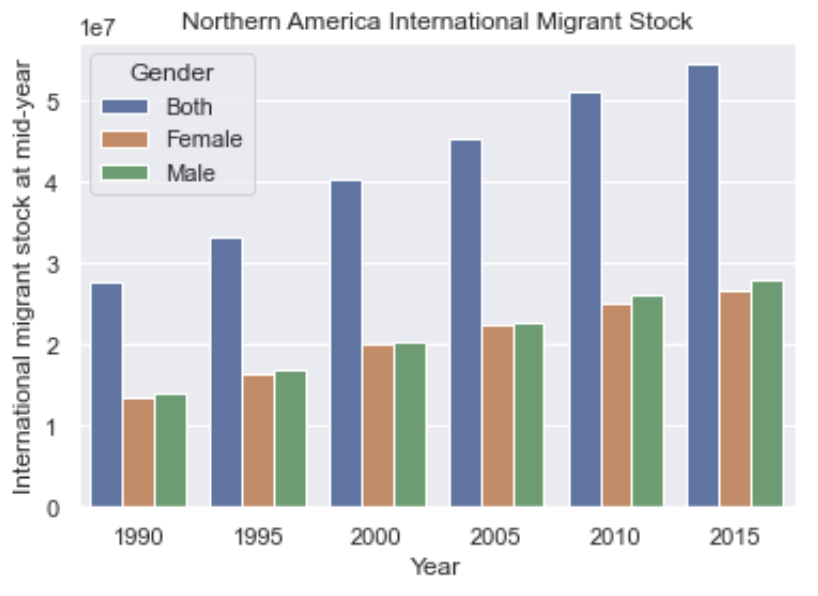 Northern America International Migrant Stock
1e7
International migrant stock at mid-year
Gender
Both
Female
Male
5
4
3
2
1
0
1990 1995 2000 2005 2010 2015
Year